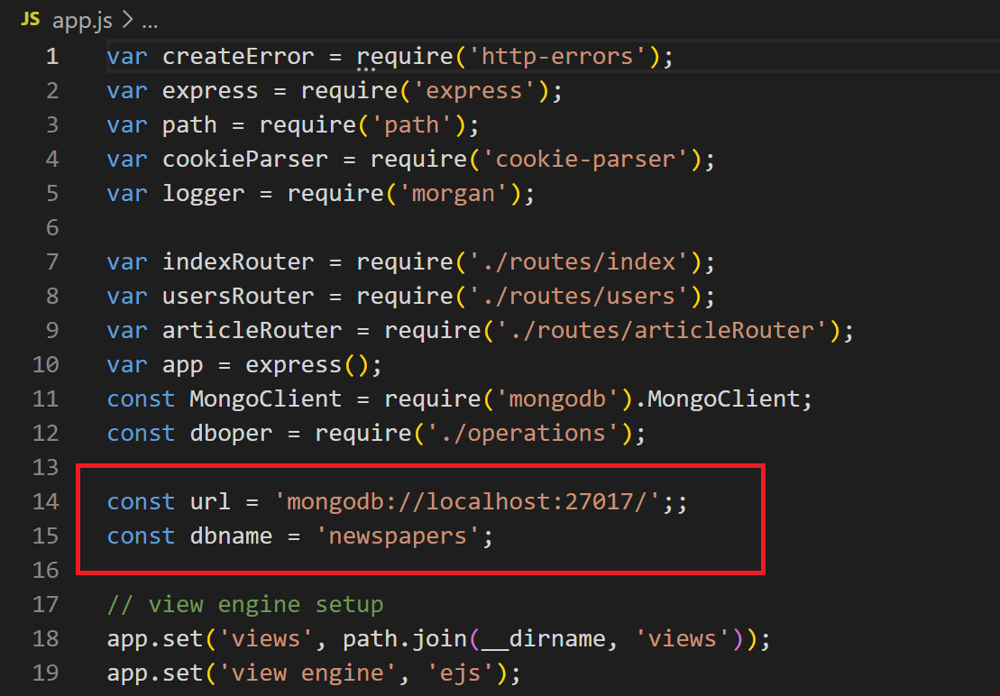 JS app.js > ...
1 var createError = require('http-errors');
2 var express = require('express');
3 var path = require('path');
4 var cookieParser = require('cookie-parser');
5 var logger = require('morgan');
6
7 var indexRouter = require('./routes/index');
8 var usersRouter = require('./routes/users');
9 var articleRouter = require('./routes/articleRouter');
10 var app = express();
11 const MongoClient = require('mongodb').MongoClient;
12 const dboper = require('./operations');
13
14 const url = 'mongodb://localhost:27017/';;
15 const dbname = 'newspapers';
16
17 // view engine setup
18 app.set('views', path.join(__dirname, 'views'));
19 app.set('view engine', 'ejs');